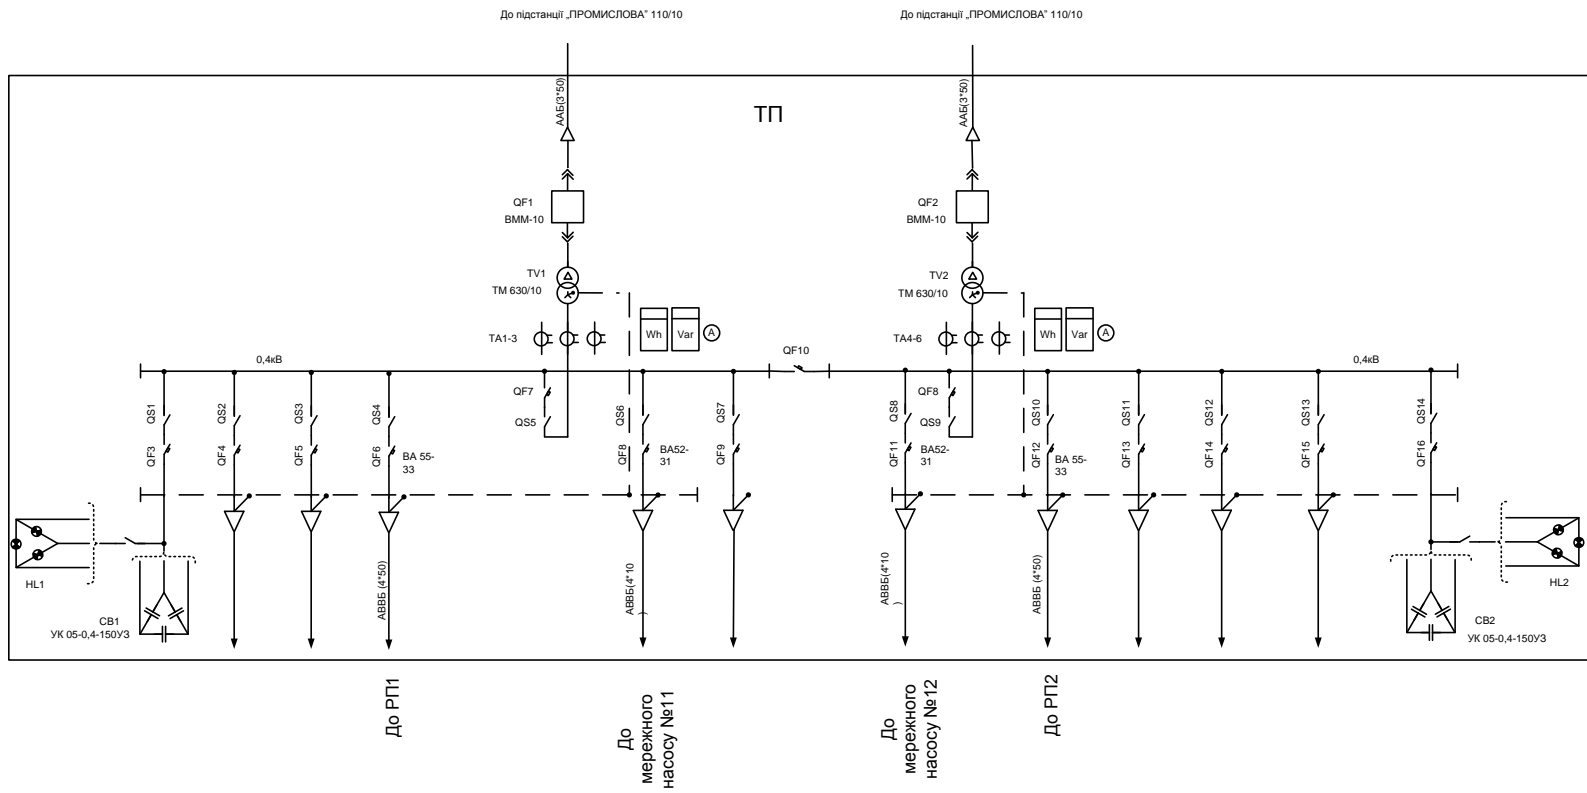 До підстанції „ПРОМИСЛОВА" 110/10
До підстанції „ПРОМИСЛОВА" 110/10
ААБ(3*50)
ААБ(3*50)
ТП
QF1
ВММ-10
QF2
ВММ-10
TV1
ТМ 630/10
TV2
ТМ 630/10
TA1-3
Wh
Var
A
TA4-6
Wh
Var
A
0,4кВ
QF10
0,4кВ
QS1
QS2
QS3
QS4
QF7
QS5
QS6
QS7
QS8
QF8
QS9
QS10
QS11
QS12
QS13
QS14
QF3
QF4
QF5
QF6
ВА 55-
33
QF8
ВА52-
31
QF9
QF11
ВА52-
31
QF12
ВА 55-
33
QF13
QF14
QF15
QF16
HL1
HL2
СВ1
УК 05-0,4-150УЗ
АВВБ (4*50)
АВВБ(4*10
)
АВВБ(4*10
)
АВВБ (4*50)
СВ2
УК 05-0,4-150УЗ
До РП1
До
мережного
насосу №11
До
мережного
насосу №12
До РП2